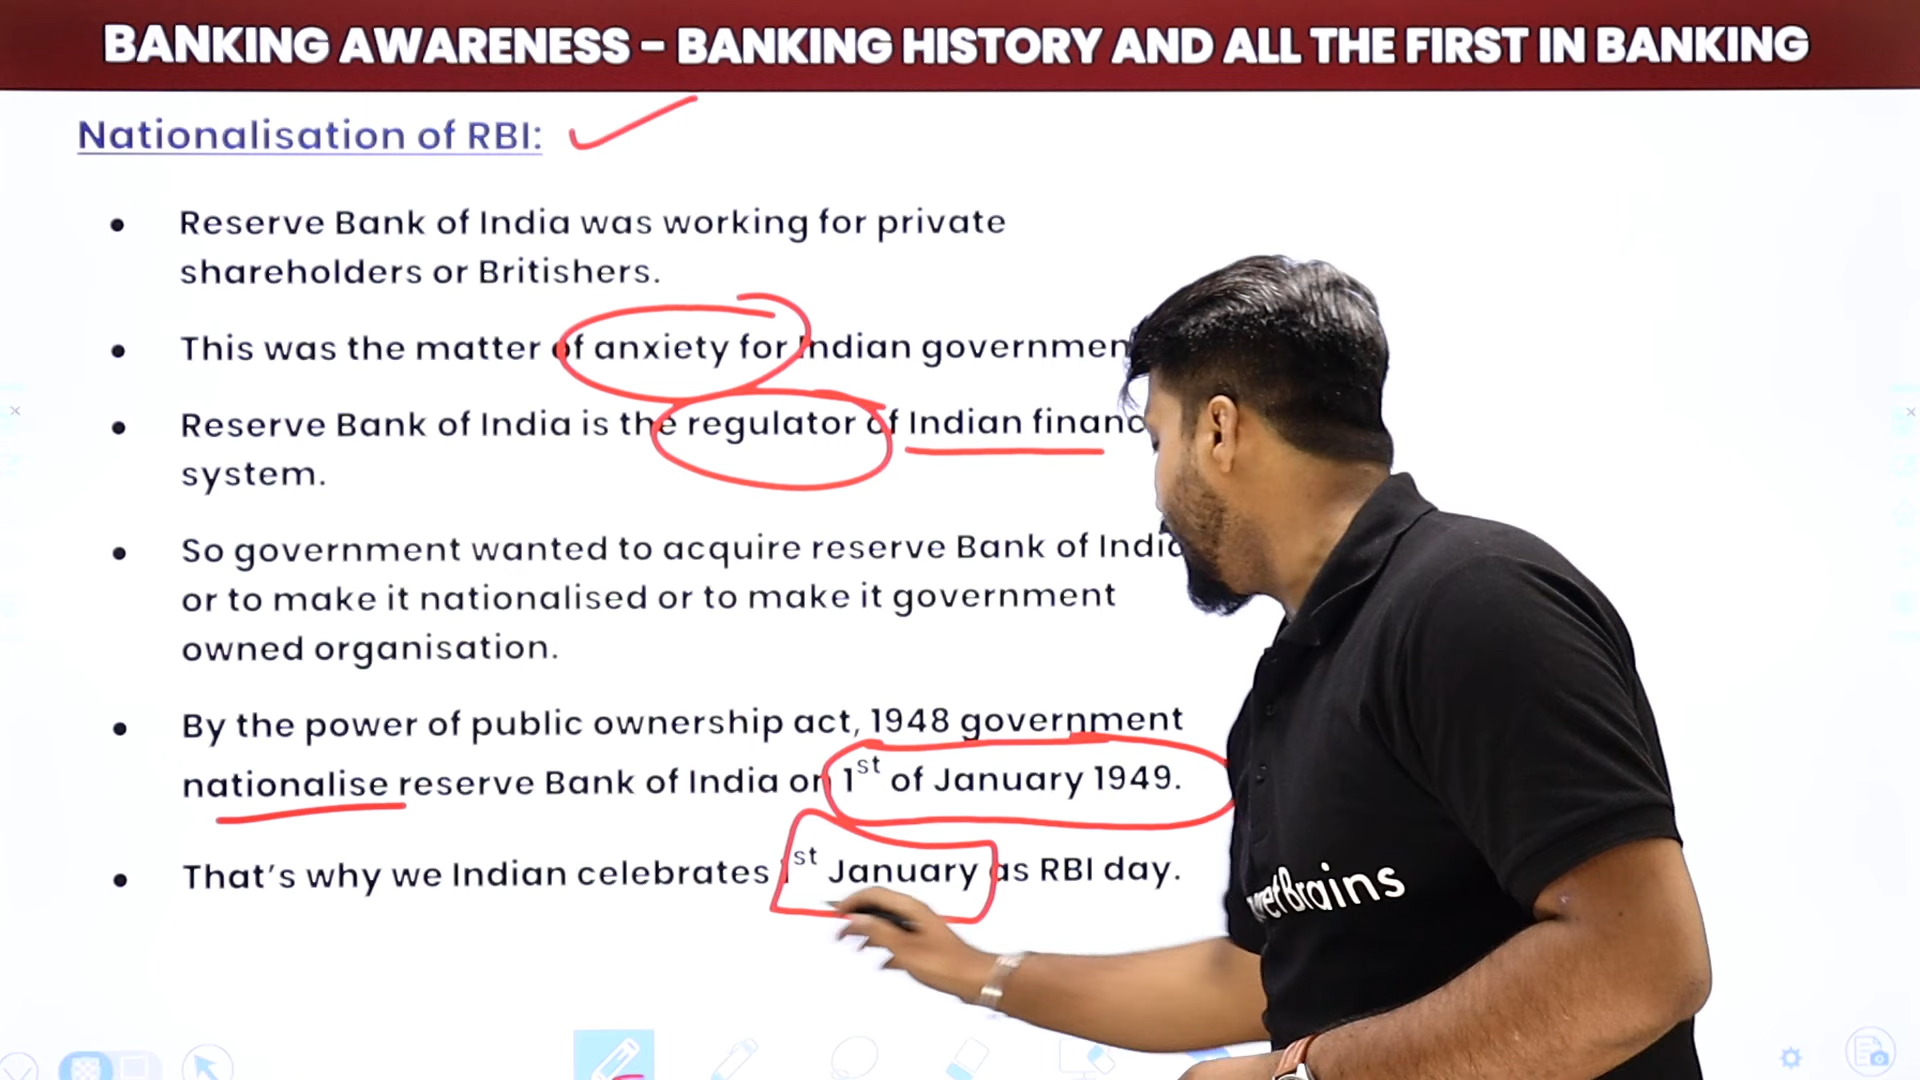 BANKING AWARENESS - BANKING HISTORY AND ALL THE FIRST IN BANKING
Nationalisation of RBI:
Reserve Bank of India was working for private
shareholders or Britishers.
This was the matter of anxiety for Indian
Reserve Bank of India is the regulator of Indian
system.
So government wanted to acquire reserve Bank of
or to make it nationalised or to make it government
owned organisation.
By the power of public ownership act, 1948 government
nationalise reserve Bank of India on 1st of January 1949.
That's why we Indian celebrates 1st January as RBI day.